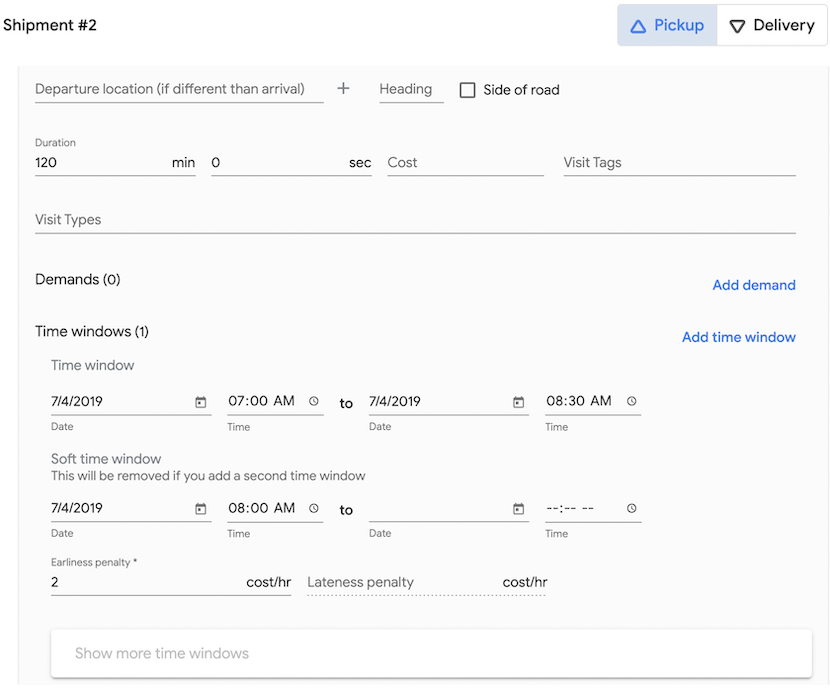 Shipment #2
Pickup Delivery
Departure location (if different than arrival) + Heading Side of road
Duration
120 min 0 sec Cost Visit Tags
Visit Types
Demands (0) Add demand
Time windows (1) Add time window
Time window
7/4/2019 07:00 AM to 7/4/2019 08:30 AM
Date Time Date Time
Soft time window
This will be removed if you add a second time window
7/4/2019 08:00 AM to --:-- --
Date Time Date Time
Earliness penalty *
2 cost/hr Lateness penalty cost/hr
Show more time windows